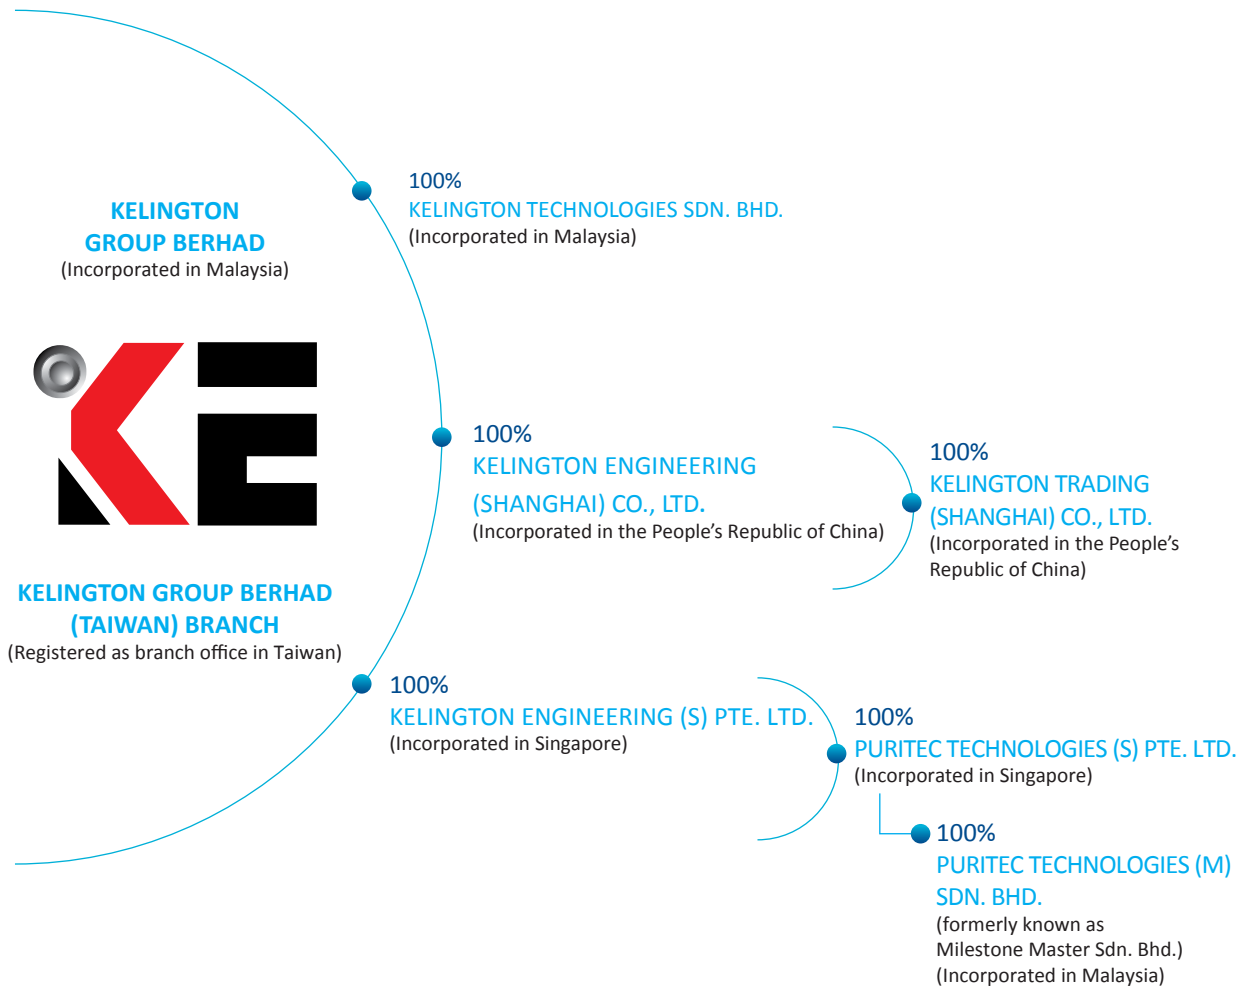 KELINGTON
GROUP BERHAD
(Incorporated in Malaysia)
KE
KELINGTON GROUP BERHAD
(TAIWAN) BRANCH
(Registered as branch office in Taiwan)
100%
KELINGTON TECHNOLOGIES SDN. BHD.
(Incorporated in Malaysia)
100%
KELINGTON ENGINEERING
(SHANGHAI) CO., LTD.
(Incorporated in the People’s Republic of China)
100%
KELINGTON TRADING
(SHANGHAI) CO., LTD.
(Incorporated in the People’s
Republic of China)
100%
KELINGTON ENGINEERING (S) PTE. LTD.
(Incorporated in Singapore)
100%
PURITEC TECHNOLOGIES (S) PTE. LTD.
(Incorporated in Singapore)
100%
PURITEC TECHNOLOGIES (M)
SDN. BHD.
(formerly known as
Milestone Master Sdn. Bhd.)
(Incorporated in Malaysia)